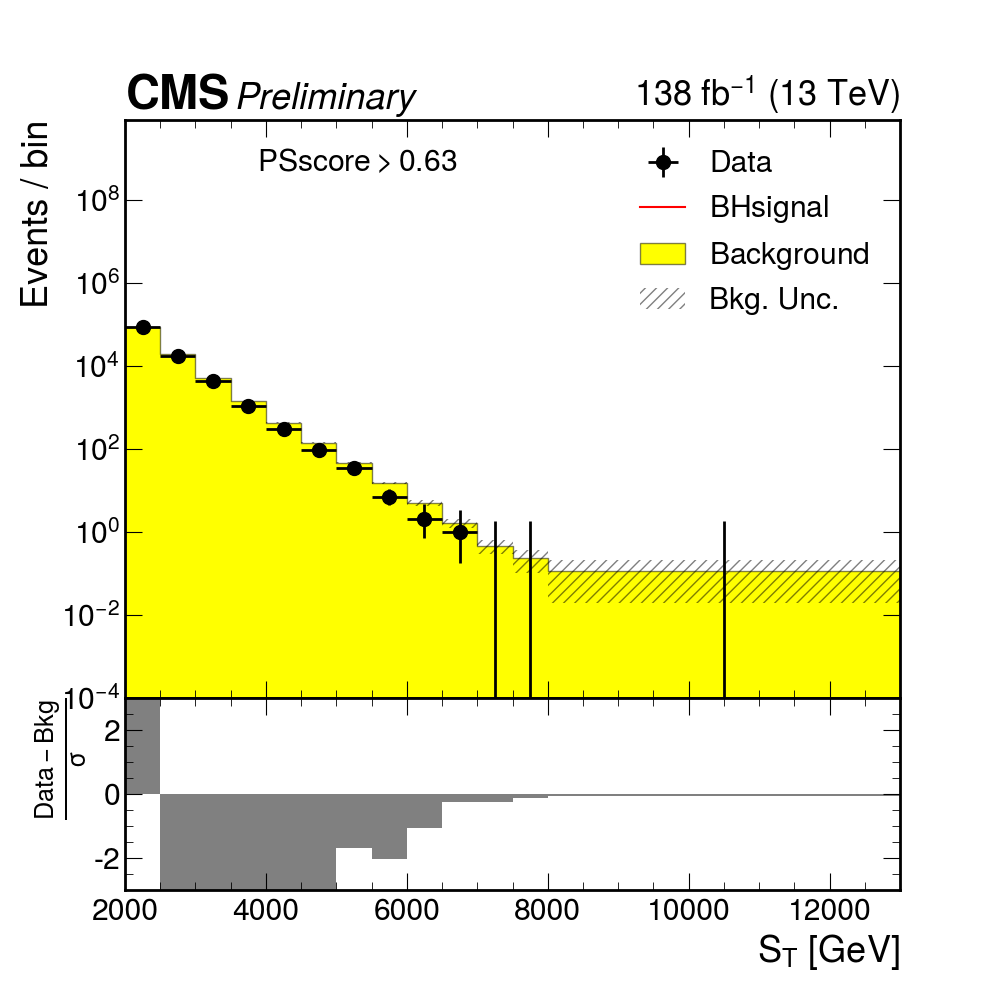 CMS Preliminary 138 fb⁻¹ (13 TeV)
Events / bin
PSscore > 0.63
Data
BHsignal
Background
Bkg. Unc.
10⁸
10⁶
10⁴
10²
10⁰
10⁻²
10⁻⁴
Data – Bkg
σ
2
0
-2
2000 4000 6000 8000 10000 12000
S_T [GeV]